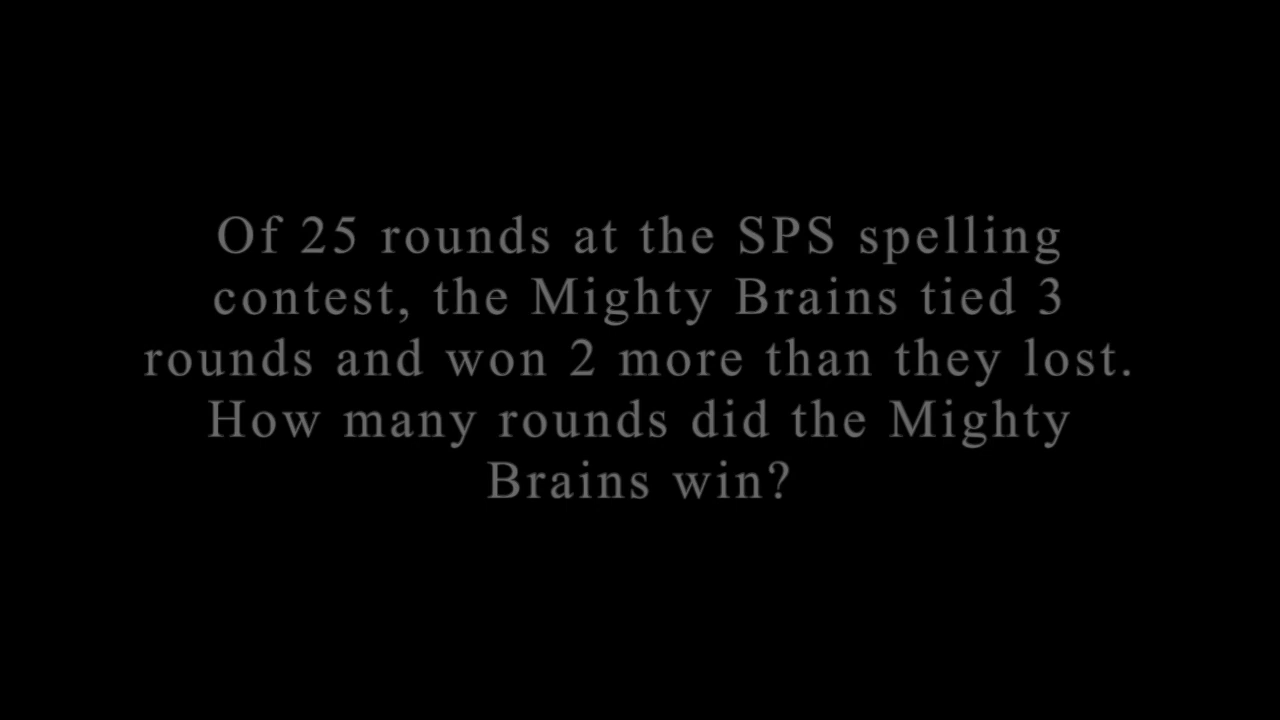 Of 25 rounds at the SPS spelling
contest, the Mighty Brains tied 3
rounds and won 2 more than they lost.
How many rounds did the Mighty
Brains win?